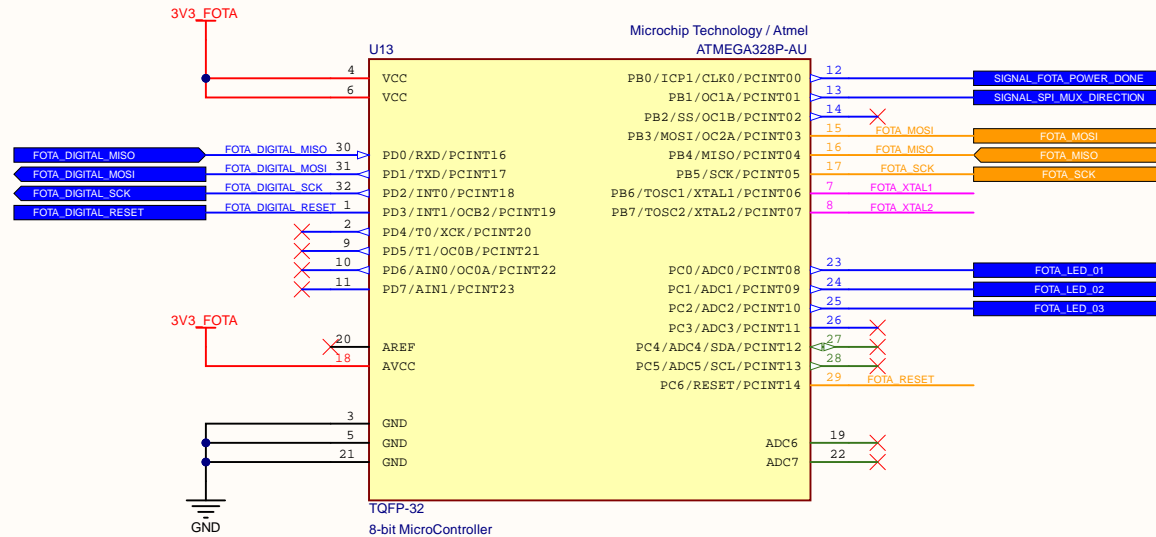 3V3_FOTA
Microchip Technology / Atmel
U13
ATMEGA328P-AU
4 VCC
6 VCC
FOTA_DIGITAL_MISO FOTA_DIGITAL_MISO 30 PD0/RXD/PCINT16
FOTA_DIGITAL_MOSI FOTA_DIGITAL_MOSI 31 PD1/TXD/PCINT17
FOTA_DIGITAL_SCK FOTA_DIGITAL_SCK 32 PD2/INT0/PCINT18
FOTA_DIGITAL_RESET FOTA_DIGITAL_RESET 1 PD3/INT1/OCB2/PCINT19
2 PD4/T0/XCK/PCINT20
9 PD5/T1/OC0B/PCINT21
10 PD6/AIN0/OC0A/PCINT22
11 PD7/AIN1/PCINT23
3V3_FOTA
20 AREF
18 AVCC
3 GND
5 GND
21 GND
GND
PB0/ICP1/CLK0/PCINT00 12 SIGNAL_FOTA_POWER_DONE
PB1/OC1A/PCINT01 13 SIGNAL_SPI_MUX_DIRECTION
PB2/SS/OC1B/PCINT02 14
PB3/MOSI/OC2A/PCINT03 15 FOTA_MOSI FOTA_MOSI
PB4/MISO/PCINT04 16 FOTA_MISO FOTA_MISO
PB5/SCK/PCINT05 17 FOTA_SCK FOTA_SCK
PB6/TOSC1/XTAL1/PCINT06 7 FOTA_XTAL1
PB7/TOSC2/XTAL2/PCINT07 8 FOTA_XTAL2
PC0/ADC0/PCINT08 23 FOTA_LED_01
PC1/ADC1/PCINT09 24 FOTA_LED_02
PC2/ADC2/PCINT10 25 FOTA_LED_03
PC3/ADC3/PCINT11 26
PC4/ADC4/SDA/PCINT12 27
PC5/ADC5/SCL/PCINT13 28
PC6/RESET/PCINT14 29 FOTA_RESET
ADC6 19
ADC7 22
TQFP-32
8-bit MicroController